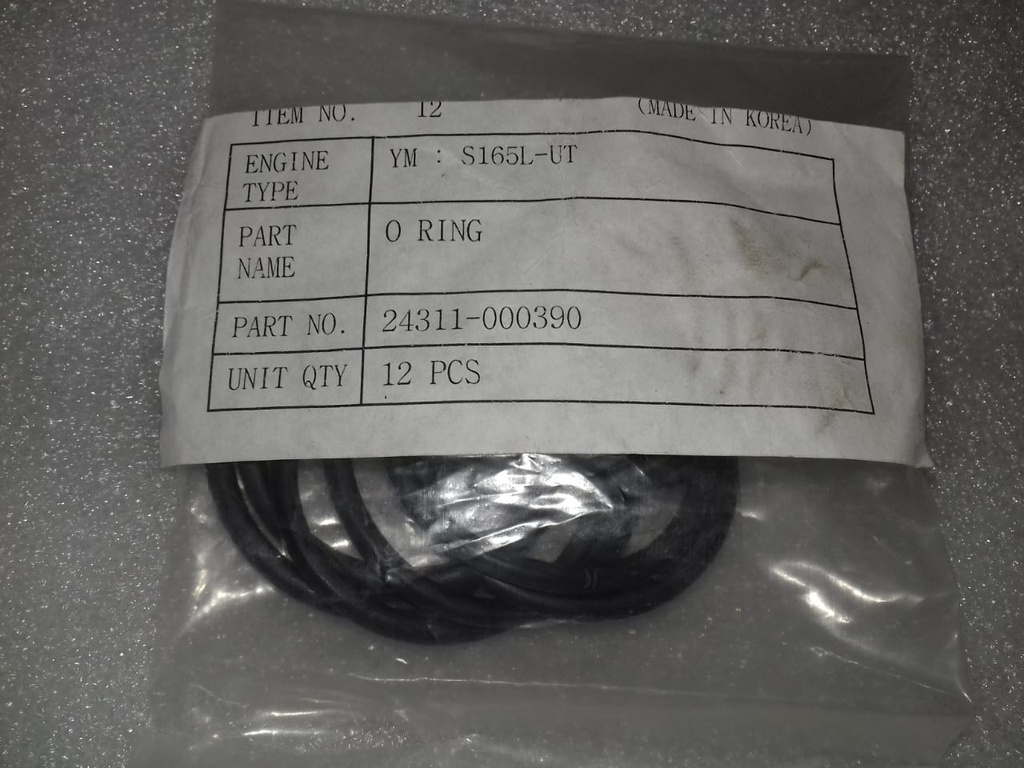 ITEM NO. 12 (MADE IN KOREA)
ENGINE TYPE YM : S165L-UT
PART NAME O RING
PART NO. 24311-000390
UNIT QTY 12 PCS